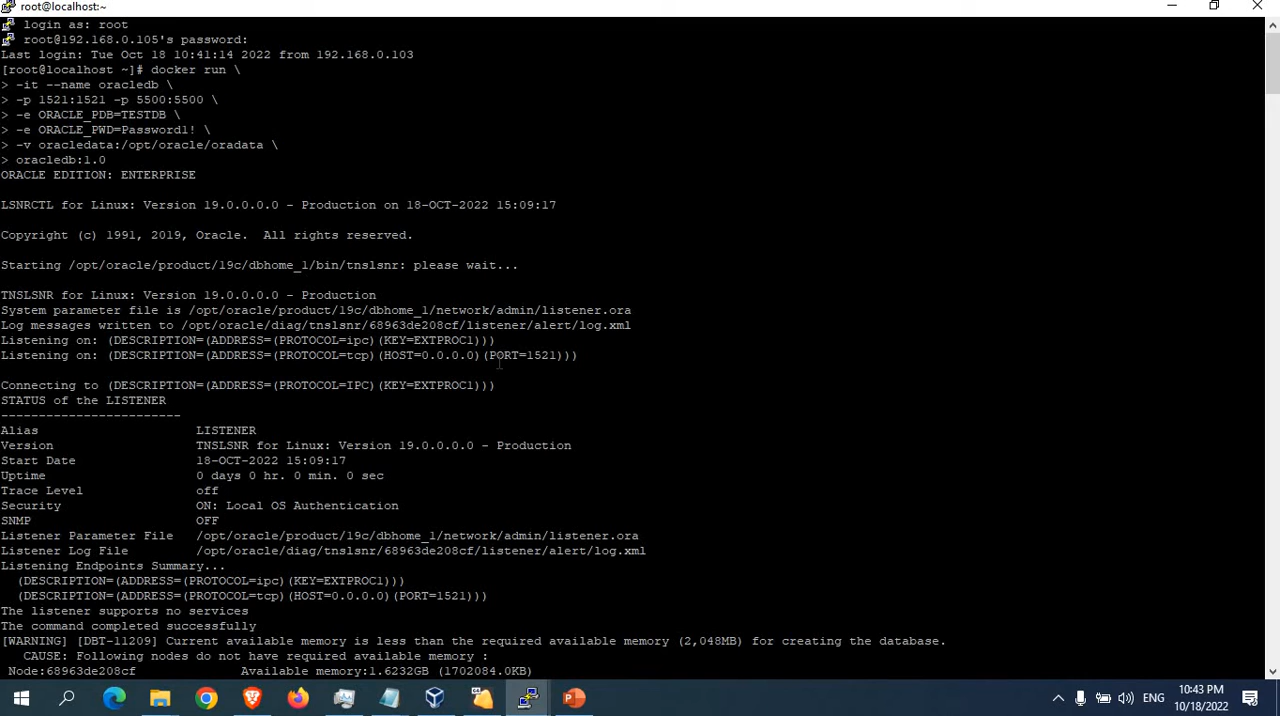 root@localhost:~
login as: root
root@192.168.0.105's password:
Last login: Tue Oct 18 10:41:14 2022 from 192.168.0.103
[root@localhost ~]# docker run \
> -it --name oracledb \
> -p 1521:1521 -p 5500:5500 \
> -e ORACLE_PDB=TESTDB \
> -e ORACLE_PWD=Password1! \
> -v oracledata:/opt/oracle/oradata \
> oracledb:1.0
ORACLE EDITION: ENTERPRISE
LSNRCTL for Linux: Version 19.0.0.0.0 - Production on 18-OCT-2022 15:09:17
Copyright (c) 1991, 2019, Oracle.  All rights reserved.
Starting /opt/oracle/product/19c/dbhome_1/bin/tnslsnr: please wait...
TNSLSNR for Linux: Version 19.0.0.0.0 - Production
System parameter file is /opt/oracle/product/19c/dbhome_1/network/admin/listener.ora
Log messages written to /opt/oracle/diag/tnslsnr/68963de208cf/listener/alert/log.xml
Listening on: (DESCRIPTION=(ADDRESS=(PROTOCOL=ipc)(KEY=EXTPROC1)))
Listening on: (DESCRIPTION=(ADDRESS=(PROTOCOL=tcp)(HOST=0.0.0.0)(PORT=1521)))
Connecting to (DESCRIPTION=(ADDRESS=(PROTOCOL=IPC)(KEY=EXTPROC1)))
STATUS of the LISTENER
------------------------
Alias                     LISTENER
Version                   TNSLSNR for Linux: Version 19.0.0.0.0 - Production
Start Date                18-OCT-2022 15:09:17
Uptime                    0 days 0 hr. 0 min. 0 sec
Trace Level               off
Security                  ON: Local OS Authentication
SNMP                      OFF
Listener Parameter File   /opt/oracle/product/19c/dbhome_1/network/admin/listener.ora
Listener Log File         /opt/oracle/diag/tnslsnr/68963de208cf/listener/alert/log.xml
Listening Endpoints Summary...
(DESCRIPTION=(ADDRESS=(PROTOCOL=ipc)(KEY=EXTPROC1)))
(DESCRIPTION=(ADDRESS=(PROTOCOL=tcp)(HOST=0.0.0.0)(PORT=1521)))
The listener supports no services
The command completed successfully
[WARNING] [DBT-11209] Current available memory is less than the required available memory (2,048MB) for creating the database.
CAUSE: Following nodes do not have required available memory :
Node:68963de208cf              Available memory:1.6232GB (1702084.0KB)
ENG
10:43 PM
10/18/2022